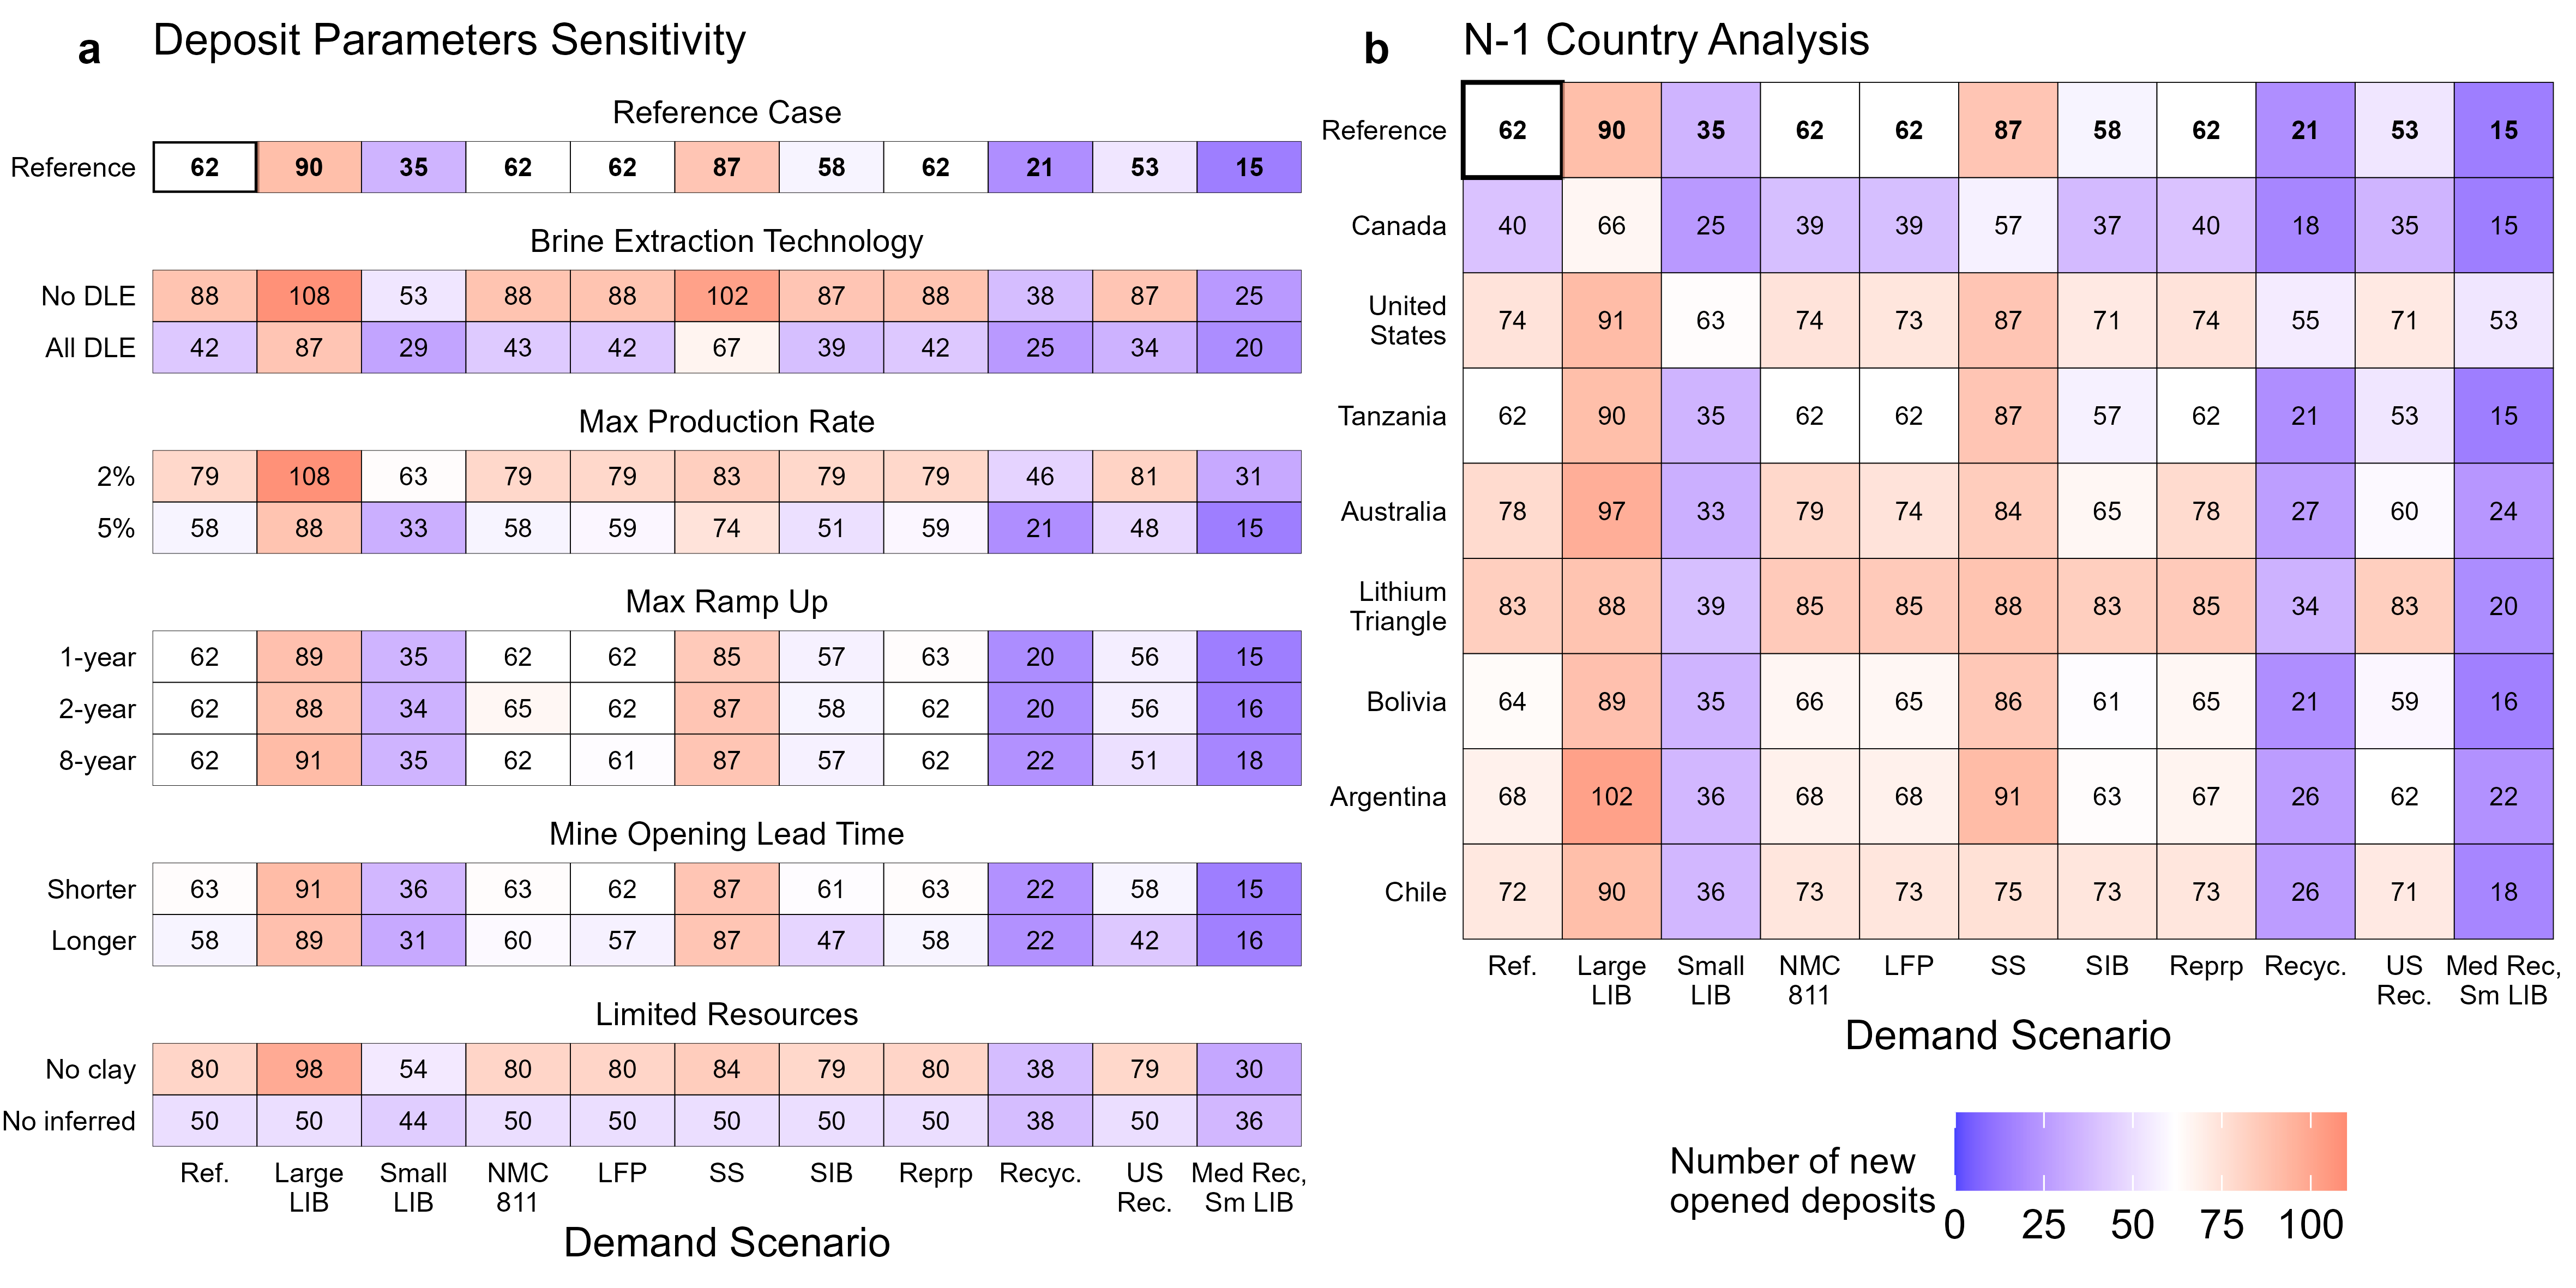 a Deposit Parameters Sensitivity
Reference Case
Reference 62 90 35 62 62 87 58 62 21 53 15
Brine Extraction Technology
No DLE 88 108 53 88 88 102 87 88 38 87 25
All DLE 42 87 29 43 42 67 39 42 25 34 20
Max Production Rate
2% 79 108 63 79 79 83 79 79 46 81 31
5% 58 88 33 58 59 74 51 59 21 48 15
Max Ramp Up
1-year 62 89 35 62 62 85 57 63 20 56 15
2-year 62 88 34 65 62 87 58 62 20 56 16
8-year 62 91 35 62 61 87 57 62 22 51 18
Mine Opening Lead Time
Shorter 63 91 36 63 62 87 61 63 22 58 15
Longer 58 89 31 60 57 87 47 58 22 42 16
Limited Resources
No clay 80 98 54 80 80 84 79 80 38 79 30
No inferred 50 50 44 50 50 50 50 50 38 50 36
Ref. Large Small NMC LFP SS SIB Reprp Recyc. US Med Rec,
LIB LIB 811 Rec. Sm LIB
Demand Scenario
b N-1 Country Analysis
Reference 62 90 35 62 62 87 58 62 21 53 15
Canada 40 66 25 39 39 57 37 40 18 35 15
United
States 74 91 63 74 73 87 71 74 55 71 53
Tanzania 62 90 35 62 62 87 57 62 21 53 15
Australia 78 97 33 79 74 84 65 78 27 60 24
Lithium
Triangle 83 88 39 85 85 88 83 85 34 83 20
Bolivia 64 89 35 66 65 86 61 65 21 59 16
Argentina 68 102 36 68 68 91 63 67 26 62 22
Chile 72 90 36 73 73 75 73 73 26 71 18
Ref. Large Small NMC LFP SS SIB Reprp Recyc. US Med Rec,
LIB LIB 811 Rec. Sm LIB
Demand Scenario
Number of new
opened deposits
0 25 50 75 100